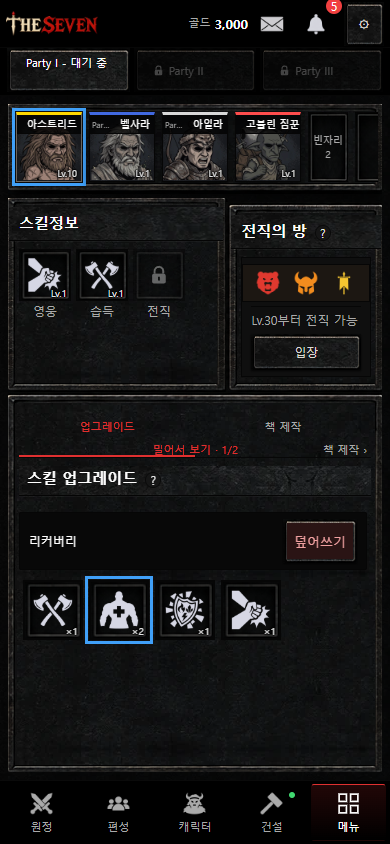 THE SEVEN
골드 3,000
5
Party I - 대기 중
Party II
Party III
아스트리드
Lv.10
Par... 벨사라
Lv.1
Par... 아일라
Lv.1
고블린 짐꾼
Lv.1
빈자리
2
스킬정보
Lv.1
Lv.1
영웅
습득
전직
전직의 방 ?
Lv.30부터 전직 가능
입장
업그레이드
책 제작
밀어서 보기 · 1/2
책 제작 ›
스킬 업그레이드 ?
리커버리
덮어쓰기
×1
×2
×1
×1
원정
편성
캐릭터
건설
메뉴